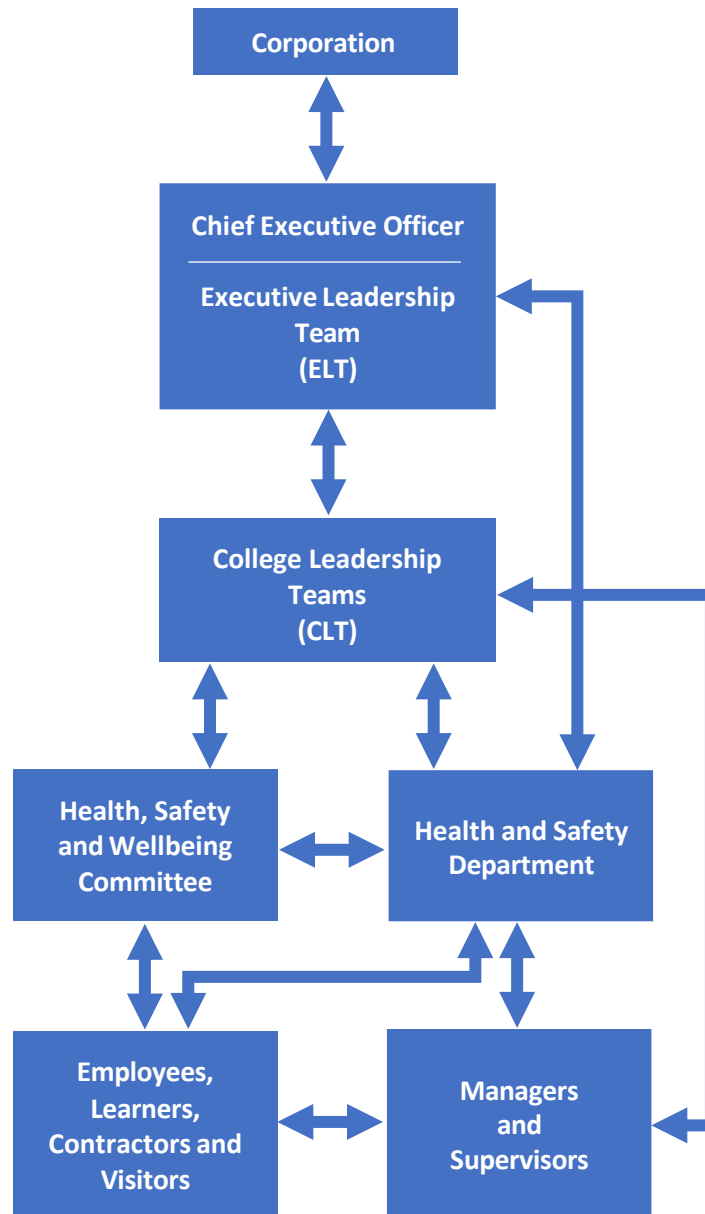 Corporation
Chief Executive Officer
Executive Leadership
Team
(ELT)
College Leadership
Teams
(CLT)
Health, Safety
and Wellbeing
Committee
Health and Safety
Department
Employees,
Learners,
Contractors and
Visitors
Managers
and
Supervisors